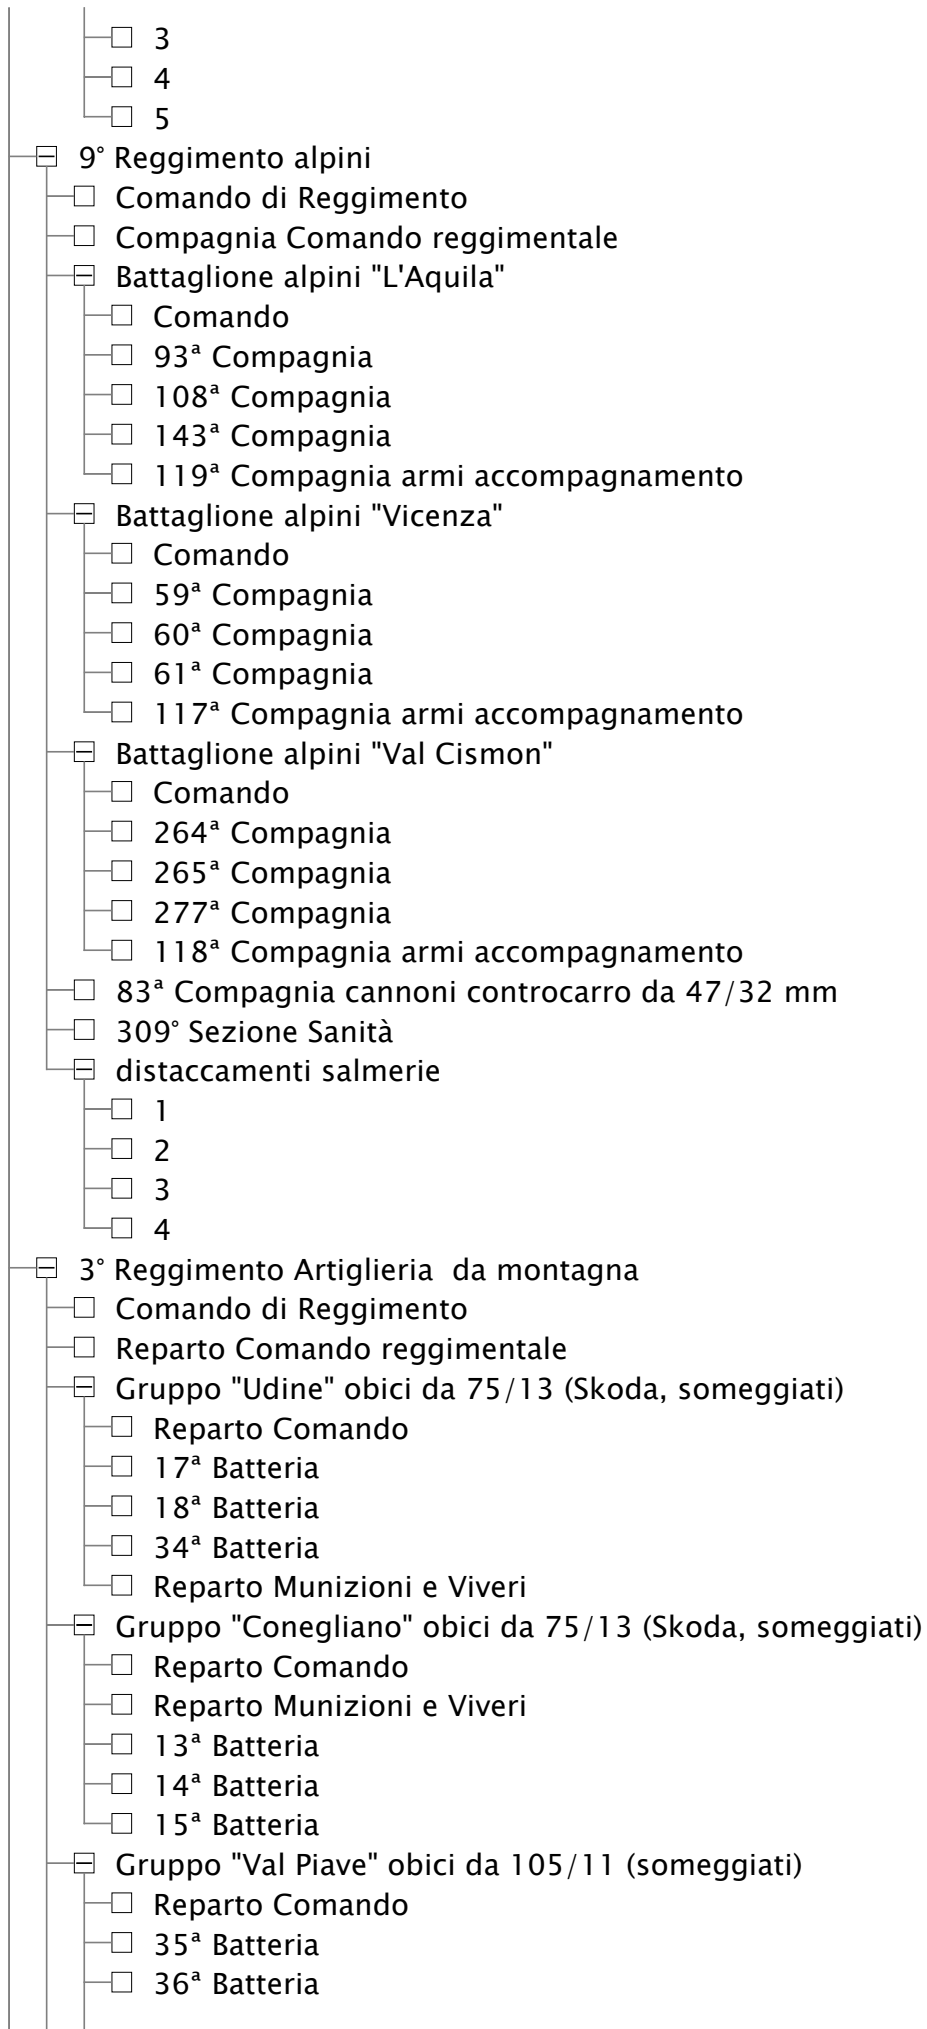 3
4
5
9° Reggimento alpini
Comando di Reggimento
Compagnia Comando reggimentale
Battaglione alpini "L'Aquila"
Comando
93ª Compagnia
108ª Compagnia
143ª Compagnia
119ª Compagnia armi accompagnamento
Battaglione alpini "Vicenza"
Comando
59ª Compagnia
60ª Compagnia
61ª Compagnia
117ª Compagnia armi accompagnamento
Battaglione alpini "Val Cismon"
Comando
264ª Compagnia
265ª Compagnia
277ª Compagnia
118ª Compagnia armi accompagnamento
83ª Compagnia cannoni controcarro da 47/32 mm
309° Sezione Sanità
distaccamenti salmerie
1
2
3
4
3° Reggimento Artiglieria  da montagna
Comando di Reggimento
Reparto Comando reggimentale
Gruppo "Udine" obici da 75/13 (Skoda, someggiati)
Reparto Comando
17ª Batteria
18ª Batteria
34ª Batteria
Reparto Munizioni e Viveri
Gruppo "Conegliano" obici da 75/13 (Skoda, someggiati)
Reparto Comando
Reparto Munizioni e Viveri
13ª Batteria
14ª Batteria
15ª Batteria
Gruppo "Val Piave" obici da 105/11 (someggiati)
Reparto Comando
35ª Batteria
36ª Batteria